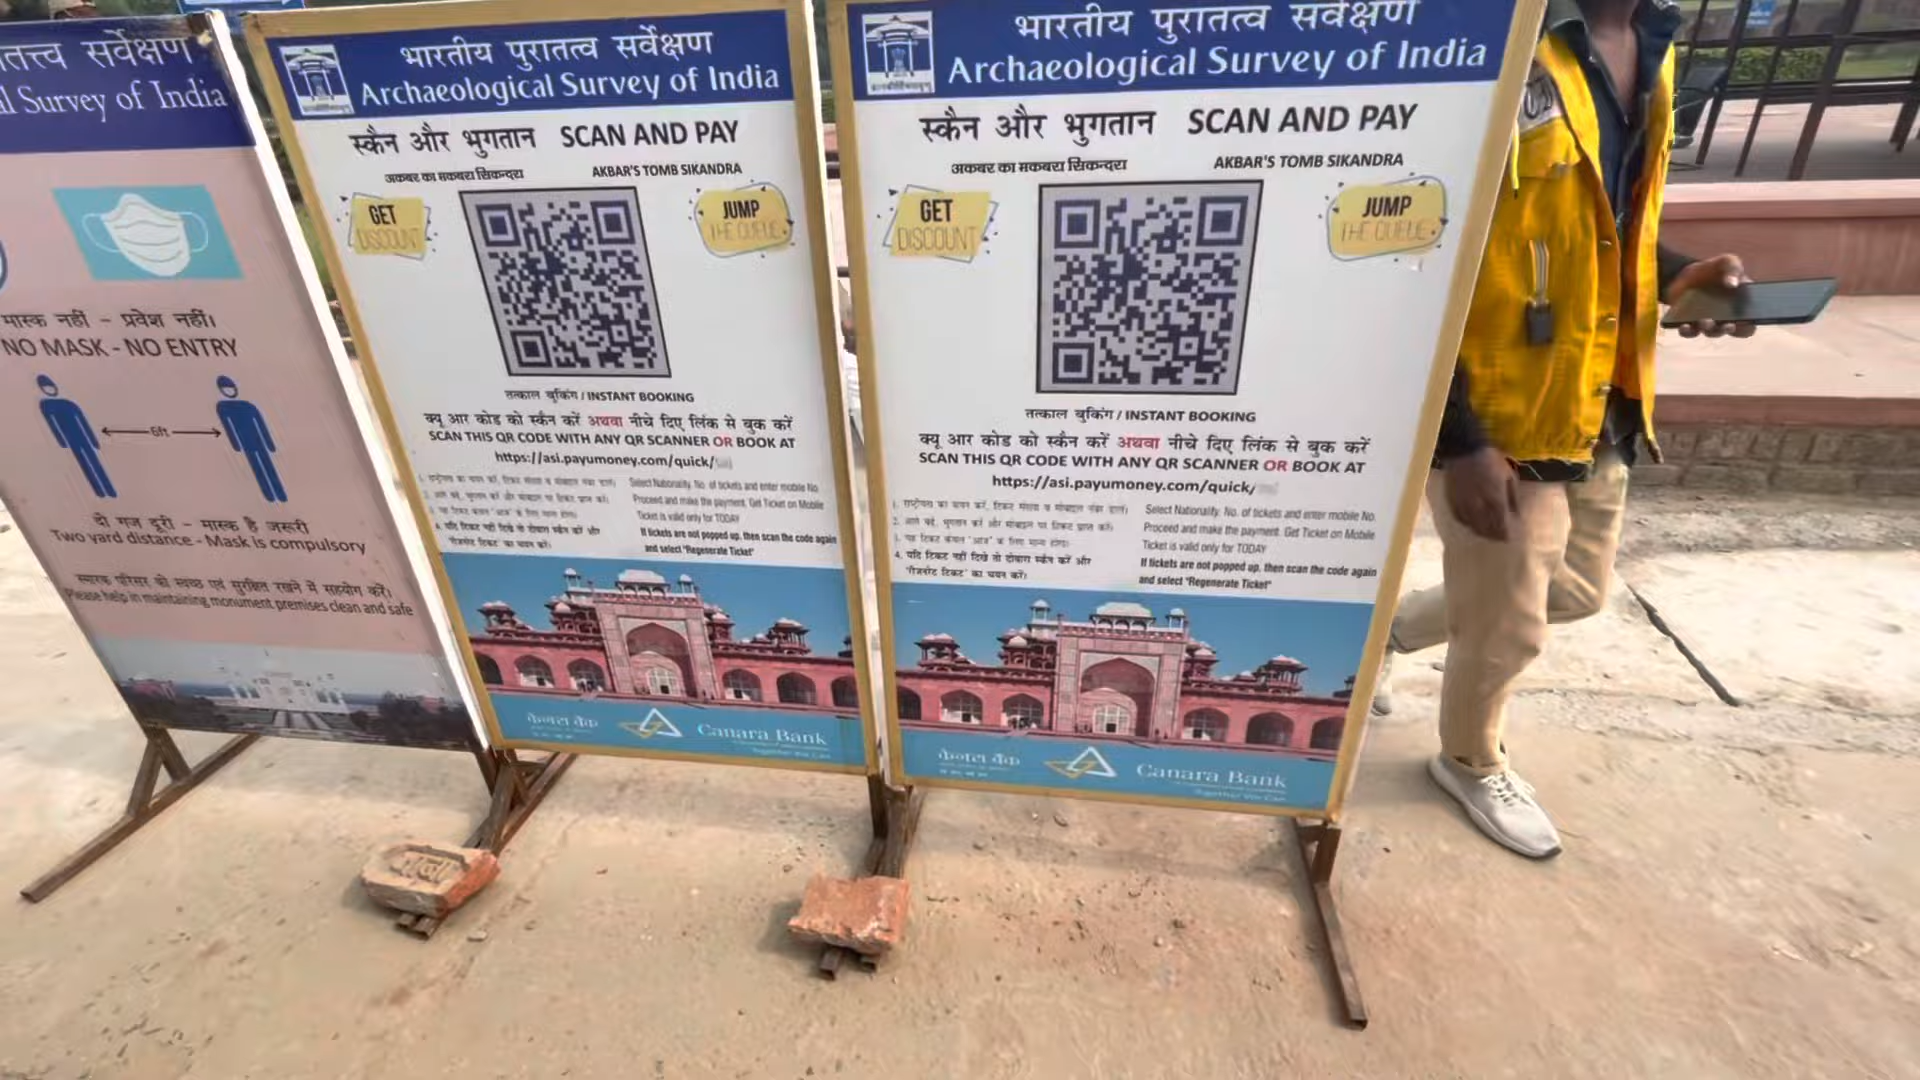 तत्त्व सर्वेक्षण
Survey of India
मास्क नहीं - प्रवेश नहीं।
NO MASK - NO ENTRY
6ft
दो गज दूरी - मास्क है जरूरी
Two yard distance - Mask is compulsory
स्मारक परिसर को स्वच्छ एवं सुरक्षित रखने में सहयोग करें।
Please help in maintaining monument premises clean and safe
भारतीय पुरातत्व सर्वेक्षण
Archaeological Survey of India
स्कैन और भुगतान SCAN AND PAY
अकबर का मकबरा सिकन्दरा AKBAR'S TOMB SIKANDRA
GET DISCOUNT
JUMP THE QUEUE
तत्काल बुकिंग / INSTANT BOOKING
क्यू आर कोड को स्कैन करें अथवा नीचे दिए लिंक से बुक करें
SCAN THIS QR CODE WITH ANY QR SCANNER OR BOOK AT
https://asi.payumoney.com/quick/
Select Nationality. No. of tickets and enter mobile No.
Proceed and make the payment. Get Ticket on Mobile
Ticket is valid only for TODAY
4. यदि टिकट नहीं दिखे तो दोबारा स्कैन करें और
If tickets are not popped up, then scan the code again
"रीजनरेट टिकट" का चयन करें।
and select "Regenerate Ticket"
केनरा बैंक Canara Bank
भारतीय पुरातत्व सर्वेक्षण
Archaeological Survey of India
स्कैन और भुगतान SCAN AND PAY
अकबर का मकबरा सिकन्दरा AKBAR'S TOMB SIKANDRA
GET DISCOUNT
JUMP THE QUEUE
तत्काल बुकिंग / INSTANT BOOKING
क्यू आर कोड को स्कैन करें अथवा नीचे दिए लिंक से बुक करें
SCAN THIS QR CODE WITH ANY QR SCANNER OR BOOK AT
https://asi.payumoney.com/quick/
1. राष्ट्रीयता का चयन करें, टिकट संख्या व मोबाइल नंबर डालें।
Select Nationality. No. of tickets and enter mobile No.
2. आगे बढ़ें, भुगतान करें और मोबाइल पर टिकट प्राप्त करें।
Proceed and make the payment. Get Ticket on Mobile
3. यह टिकट केवल "आज" के लिए मान्य होगा।
Ticket is valid only for TODAY
4. यदि टिकट नहीं दिखे तो दोबारा स्कैन करें और
If tickets are not popped up, then scan the code again
"रीजनरेट टिकट" का चयन करें।
and select "Regenerate Ticket"
केनरा बैंक Canara Bank
Together We Can